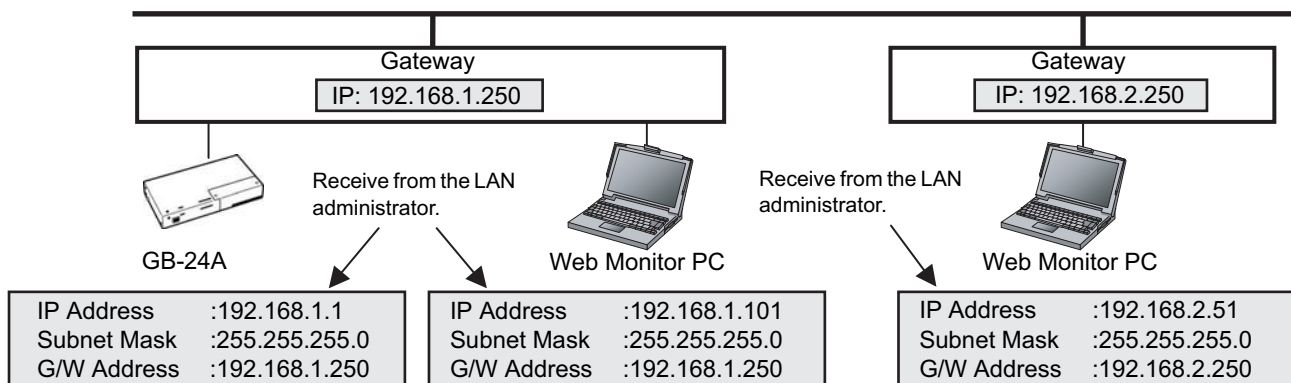 Gateway
IP: 192.168.1.250
Gateway
IP: 192.168.2.250
Receive from the LAN
administrator.
Receive from the LAN
administrator.
GB-24A
Web Monitor PC
Web Monitor PC
IP Address :192.168.1.1
Subnet Mask :255.255.255.0
G/W Address :192.168.1.250
IP Address :192.168.1.101
Subnet Mask :255.255.255.0
G/W Address :192.168.1.250
IP Address :192.168.2.51
Subnet Mask :255.255.255.0
G/W Address :192.168.2.250